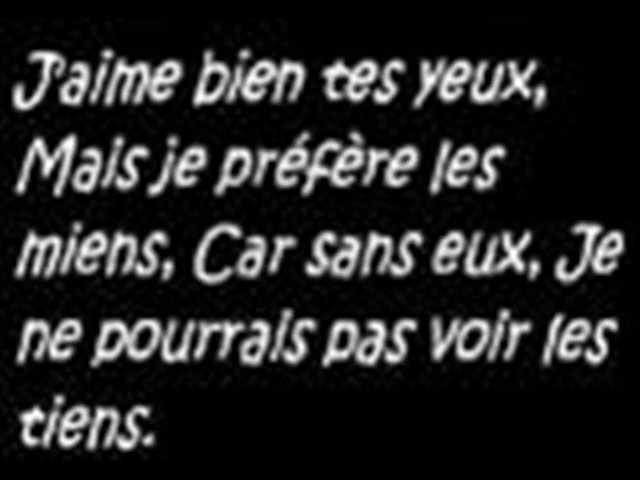 J'aime bien tes yeux,
Mais je préfère les
miens, Car sans eux, Je
ne pourrais pas voir les
tiens.